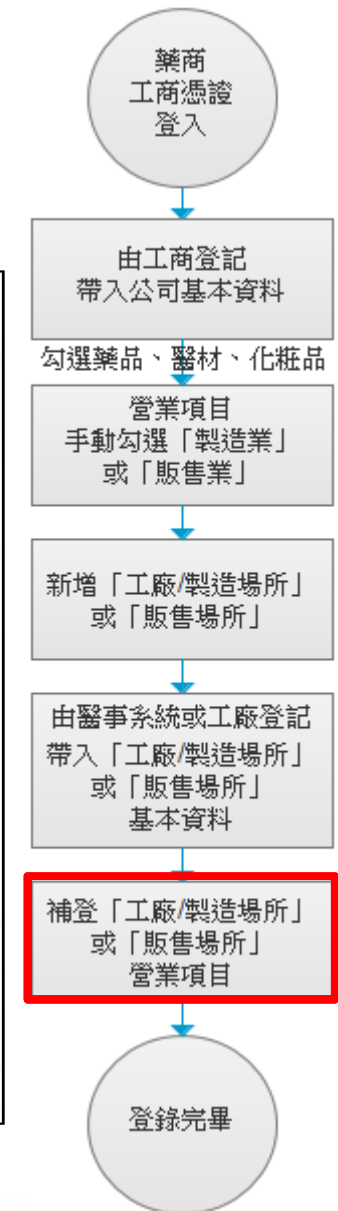 藥商
工商憑證
登入
由工商登記
帶入公司基本資料
勾選藥品、醫材、化粧品
營業項目
手動勾選「製造業」
或「販售業」
新增「工廠/製造場所」
或「販售場所」
由醫事系統或工廠登記
帶入「工廠/製造場所」
或「販售場所」
基本資料
補登「工廠/製造場所」
或「販售場所」
營業項目
登錄完畢